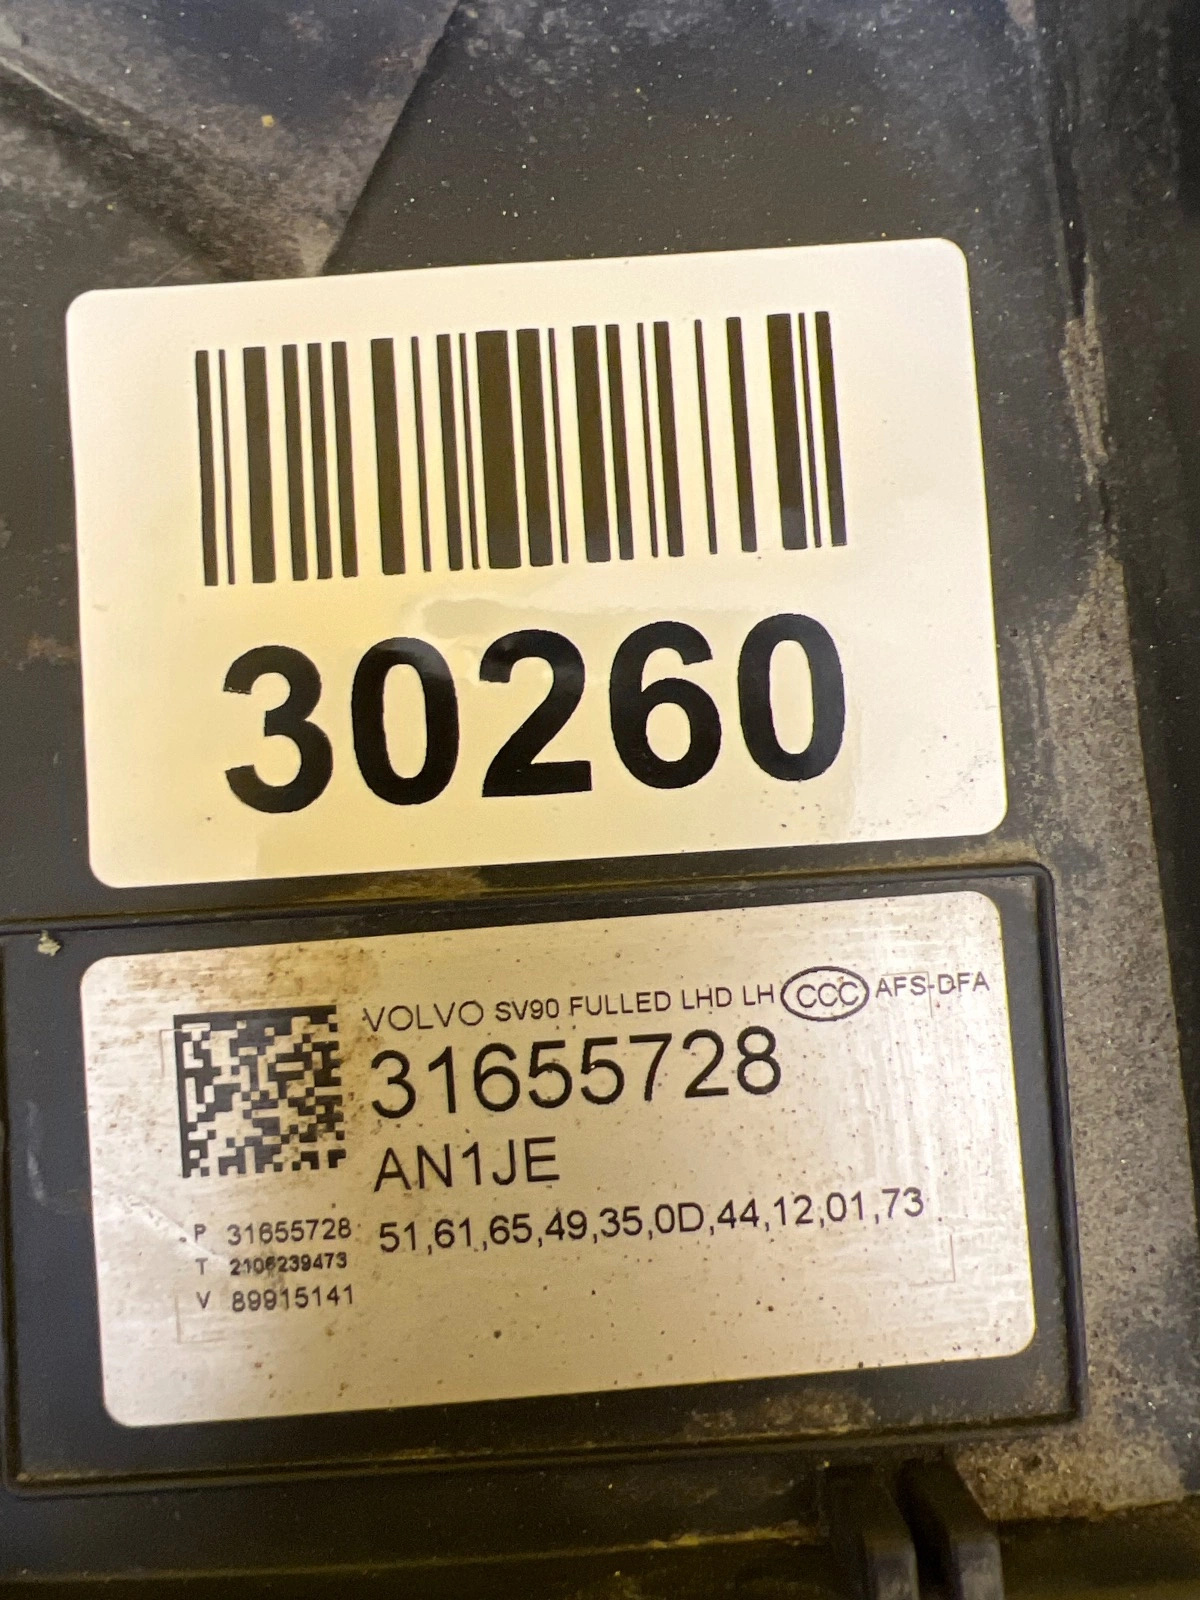 30260
VOLVO SV90 FULLED LHD LH CCC AFS-DFA
31655728
AN1JE
51,61,65,49,35,0D,44,12,01,73
P 31655728
T 2106239473
V 89915141